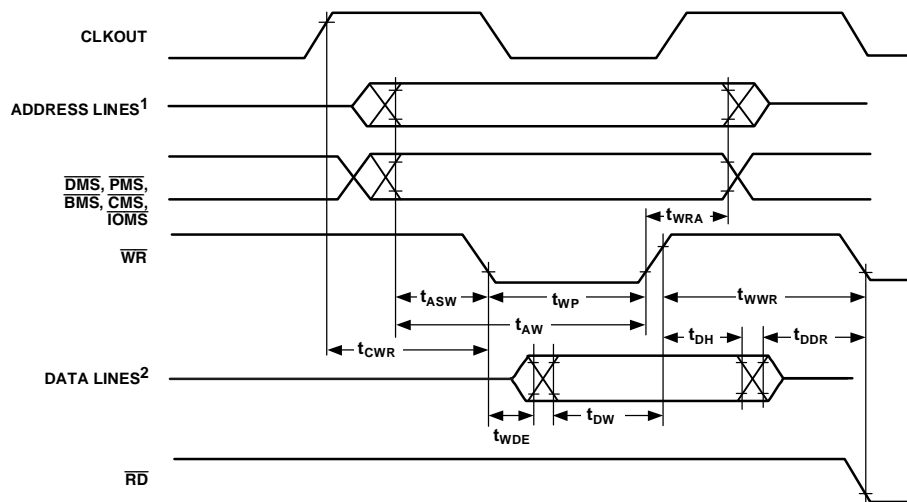 CLKOUT
ADDRESS LINES¹
DMS, PMS,
BMS, CMS,
IOMS
tWRA
WR
tASW
tWP
tWWR
tAW
tCWR
tDH
tDDR
DATA LINES²
tWDE
tDW
RD